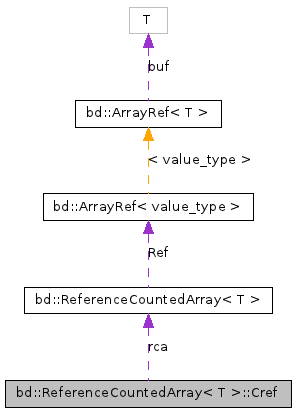 T
buf
bd::ArrayRef< T >
< value_type >
bd::ArrayRef< value_type >
Ref
bd::ReferenceCountedArray< T >
rca
bd::ReferenceCountedArray< T >::Cref